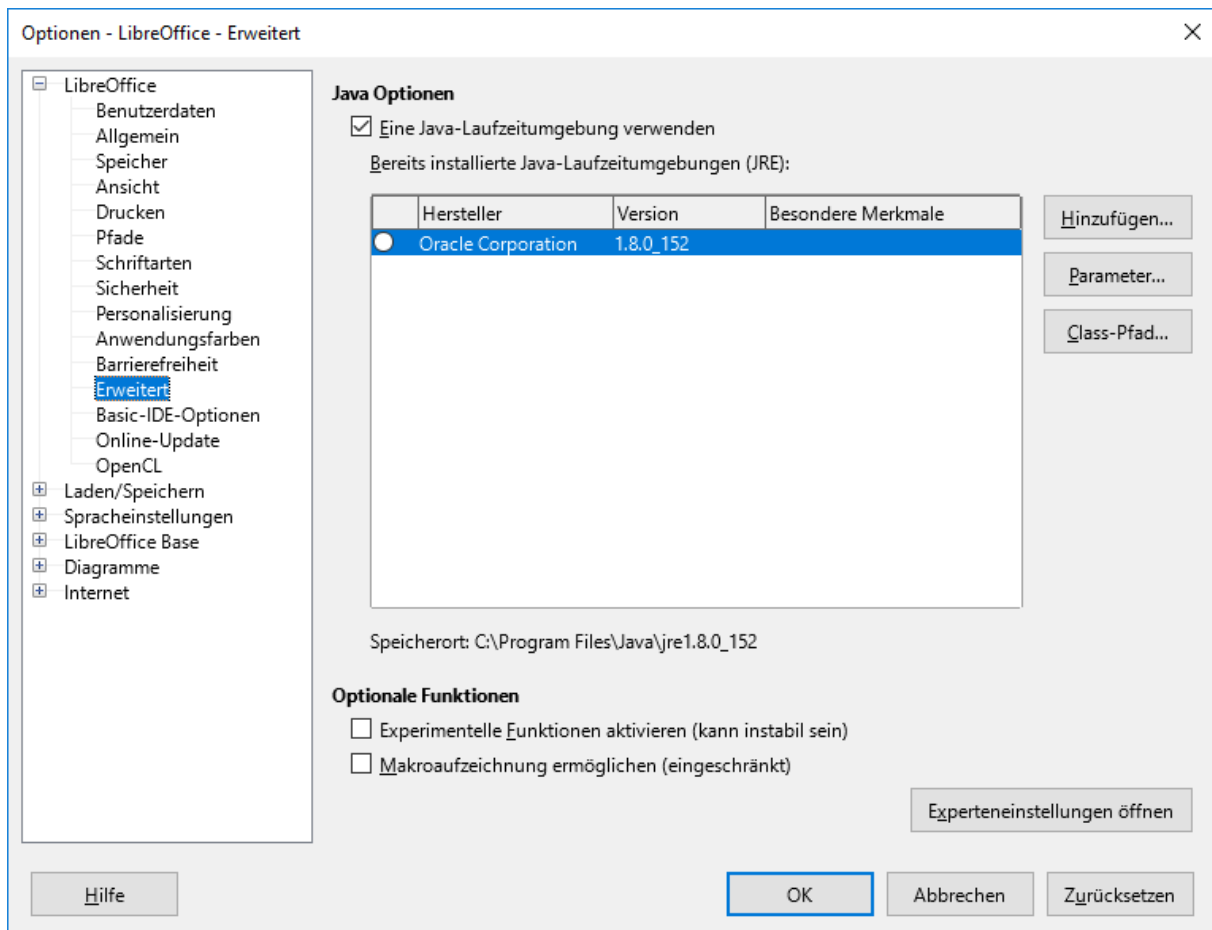 Optionen - LibreOffice - Erweitert
LibreOffice
Benutzerdaten
Allgemein
Speicher
Ansicht
Drucken
Pfade
Schriftarten
Sicherheit
Personalisierung
Anwendungsfarben
Barrierefreiheit
Erweitert
Basic-IDE-Optionen
Online-Update
OpenCL
Laden/Speichern
Spracheinstellungen
LibreOffice Base
Diagramme
Internet
Java Optionen
Eine Java-Laufzeitumgebung verwenden
Bereits installierte Java-Laufzeitumgebungen (JRE):
Hersteller Version Besondere Merkmale
Oracle Corporation 1.8.0_152
Hinzufügen...
Parameter...
Class-Pfad...
Speicherort: C:\Program Files\Java\jre1.8.0_152
Optionale Funktionen
Experimentelle Funktionen aktivieren (kann instabil sein)
Makroaufzeichnung ermöglichen (eingeschränkt)
Experteneinstellungen öffnen
Hilfe OK Abbrechen Zurücksetzen